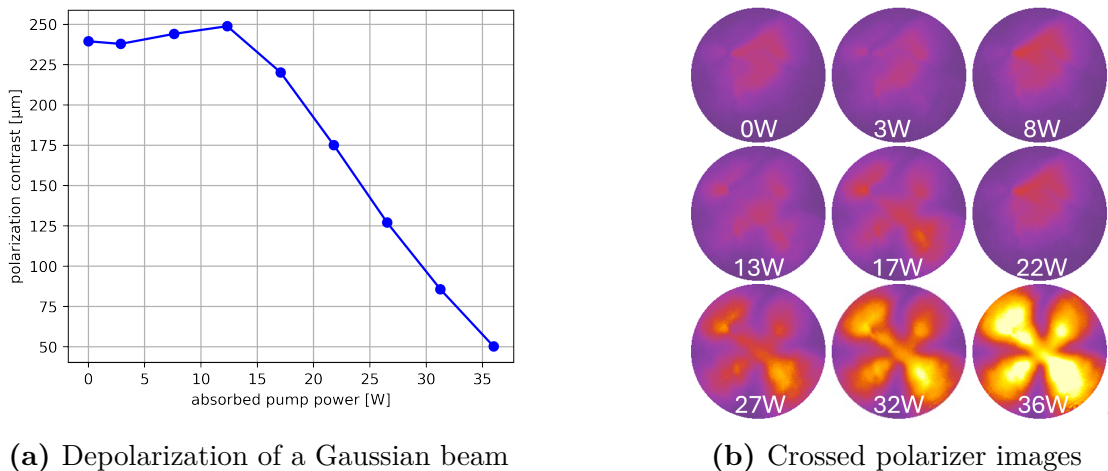 polarization contrast [µm]
250
225
200
175
150
125
100
75
50
0 5 10 15 20 25 30 35
absorbed pump power [W]
(a) Depolarization of a Gaussian beam
0W 3W 8W
13W 17W 22W
27W 32W 36W
(b) Crossed polarizer images